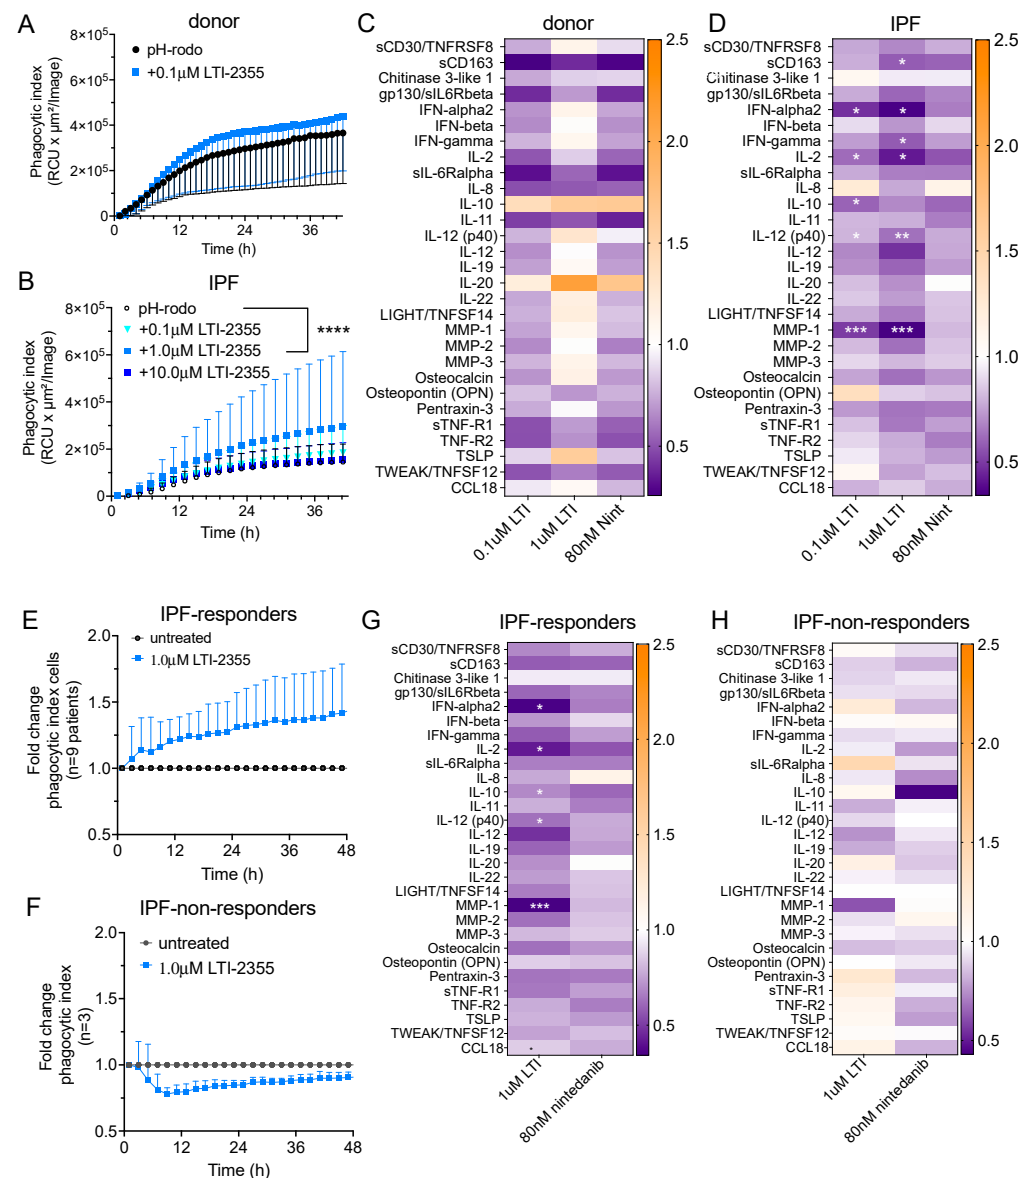 A
donor
8×10⁵
6×10⁵
4×10⁵
2×10⁵
0
Phagocytic index
(RCU x µm²/Image)
pH-rodo
+0.1µM LTI-2355
0
12
24
36
Time (h)
B
IPF
8×10⁵
6×10⁵
4×10⁵
2×10⁵
0
Phagocytic index
(RCU x µm²/Image)
pH-rodo
+0.1µM LTI-2355
+1.0µM LTI-2355
+10.0µM LTI-2355
****
0
12
24
36
Time (h)
C
donor
sCD30/TNFRSF8
sCD163
Chitinase 3-like 1
gp130/sIL6Rbeta
IFN-alpha2
IFN-beta
IFN-gamma
IL-2
sIL-6Ralpha
IL-8
IL-10
IL-11
IL-12 (p40)
IL-12
IL-19
IL-20
IL-22
LIGHT/TNFSF14
MMP-1
MMP-2
MMP-3
Osteocalcin
Osteopontin (OPN)
Pentraxin-3
sTNF-R1
TNF-R2
TSLP
TWEAK/TNFSF12
CCL18
0.1uM LTI
1uM LTI
80nM Nint
2.5
2.0
1.5
1.0
0.5
D
IPF
sCD30/TNFRSF8
sCD163
*
Chitinase 3-like 1
gp130/sIL6Rbeta
IFN-alpha2
* *
IFN-beta
IFN-gamma
*
IL-2
* *
sIL-6Ralpha
IL-8
IL-10
*
IL-11
IL-12 (p40)
* **
IL-12
IL-19
IL-20
IL-22
LIGHT/TNFSF14
MMP-1
*** ***
MMP-2
MMP-3
Osteocalcin
Osteopontin (OPN)
Pentraxin-3
sTNF-R1
TNF-R2
TSLP
TWEAK/TNFSF12
CCL18
0.1uM LTI
1uM LTI
80nM Nint
2.5
2.0
1.5
1.0
0.5
E
IPF-responders
2.0
1.5
1.0
0.5
Fold change
phagocytic index cells
(n=9 patients)
untreated
1.0µM LTI-2355
0
12
24
36
48
Time (h)
F
IPF-non-responders
2.0
1.5
1.0
0.5
Fold change
phagocytic index
(n=3)
untreated
1.0µM LTI-2355
0
12
24
36
48
Time (h)
G
IPF-responders
sCD30/TNFRSF8
sCD163
Chitinase 3-like 1
gp130/sIL6Rbeta
IFN-alpha2
*
IFN-beta
IFN-gamma
IL-2
*
sIL-6Ralpha
IL-8
IL-10
*
IL-11
IL-12 (p40)
*
IL-12
IL-19
IL-20
IL-22
LIGHT/TNFSF14
MMP-1
***
MMP-2
MMP-3
Osteocalcin
Osteopontin (OPN)
Pentraxin-3
sTNF-R1
TNF-R2
TSLP
TWEAK/TNFSF12
CCL18
*
1uM LTI
80nM nintedanib
2.5
2.0
1.5
1.0
0.5
H
IPF-non-responders
sCD30/TNFRSF8
sCD163
Chitinase 3-like 1
gp130/sIL6Rbeta
IFN-alpha2
IFN-beta
IFN-gamma
IL-2
sIL-6Ralpha
IL-8
IL-10
IL-11
IL-12 (p40)
IL-12
IL-19
IL-20
IL-22
LIGHT/TNFSF14
MMP-1
MMP-2
MMP-3
Osteocalcin
Osteopontin (OPN)
Pentraxin-3
sTNF-R1
TNF-R2
TSLP
TWEAK/TNFSF12
CCL18
1uM LTI
80nM nintedanib
2.5
2.0
1.5
1.0
0.5